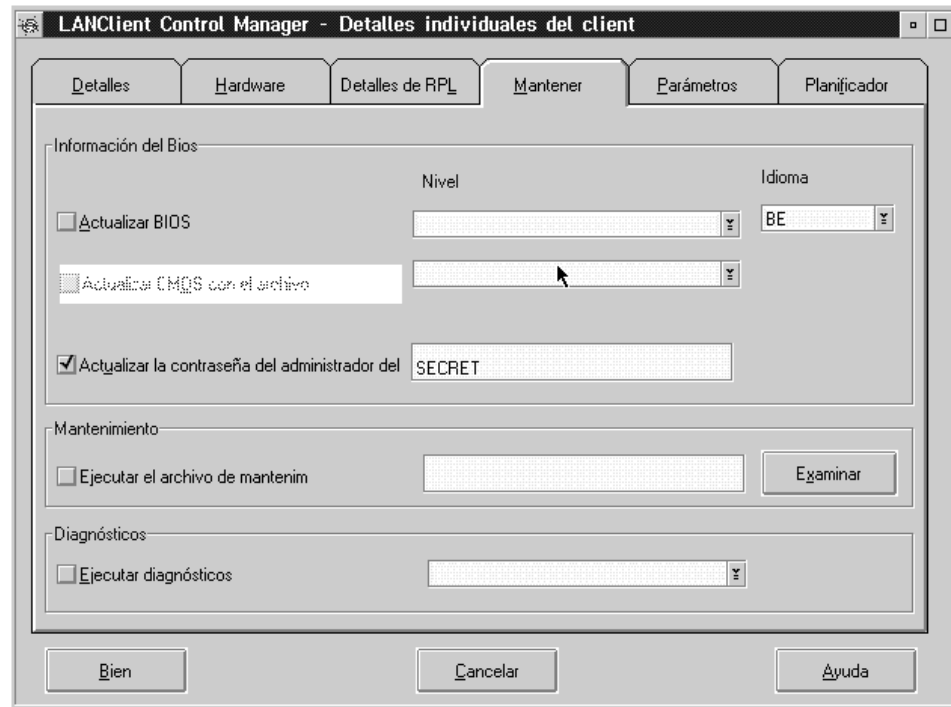 LANClient Control Manager - Detalles individuales del client
Detalles Hardware Detalles de RPL Mantener Parámetros Planificador
Información del Bios
Nivel Idioma
Actualizar BIOS BE
Actualizar CMOS con el archivo
Actualizar la contraseña del administrador del SECRET
Mantenimiento
Ejecutar el archivo de mantenim Examinar
Diagnósticos
Ejecutar diagnósticos
Bien Cancelar Ayuda